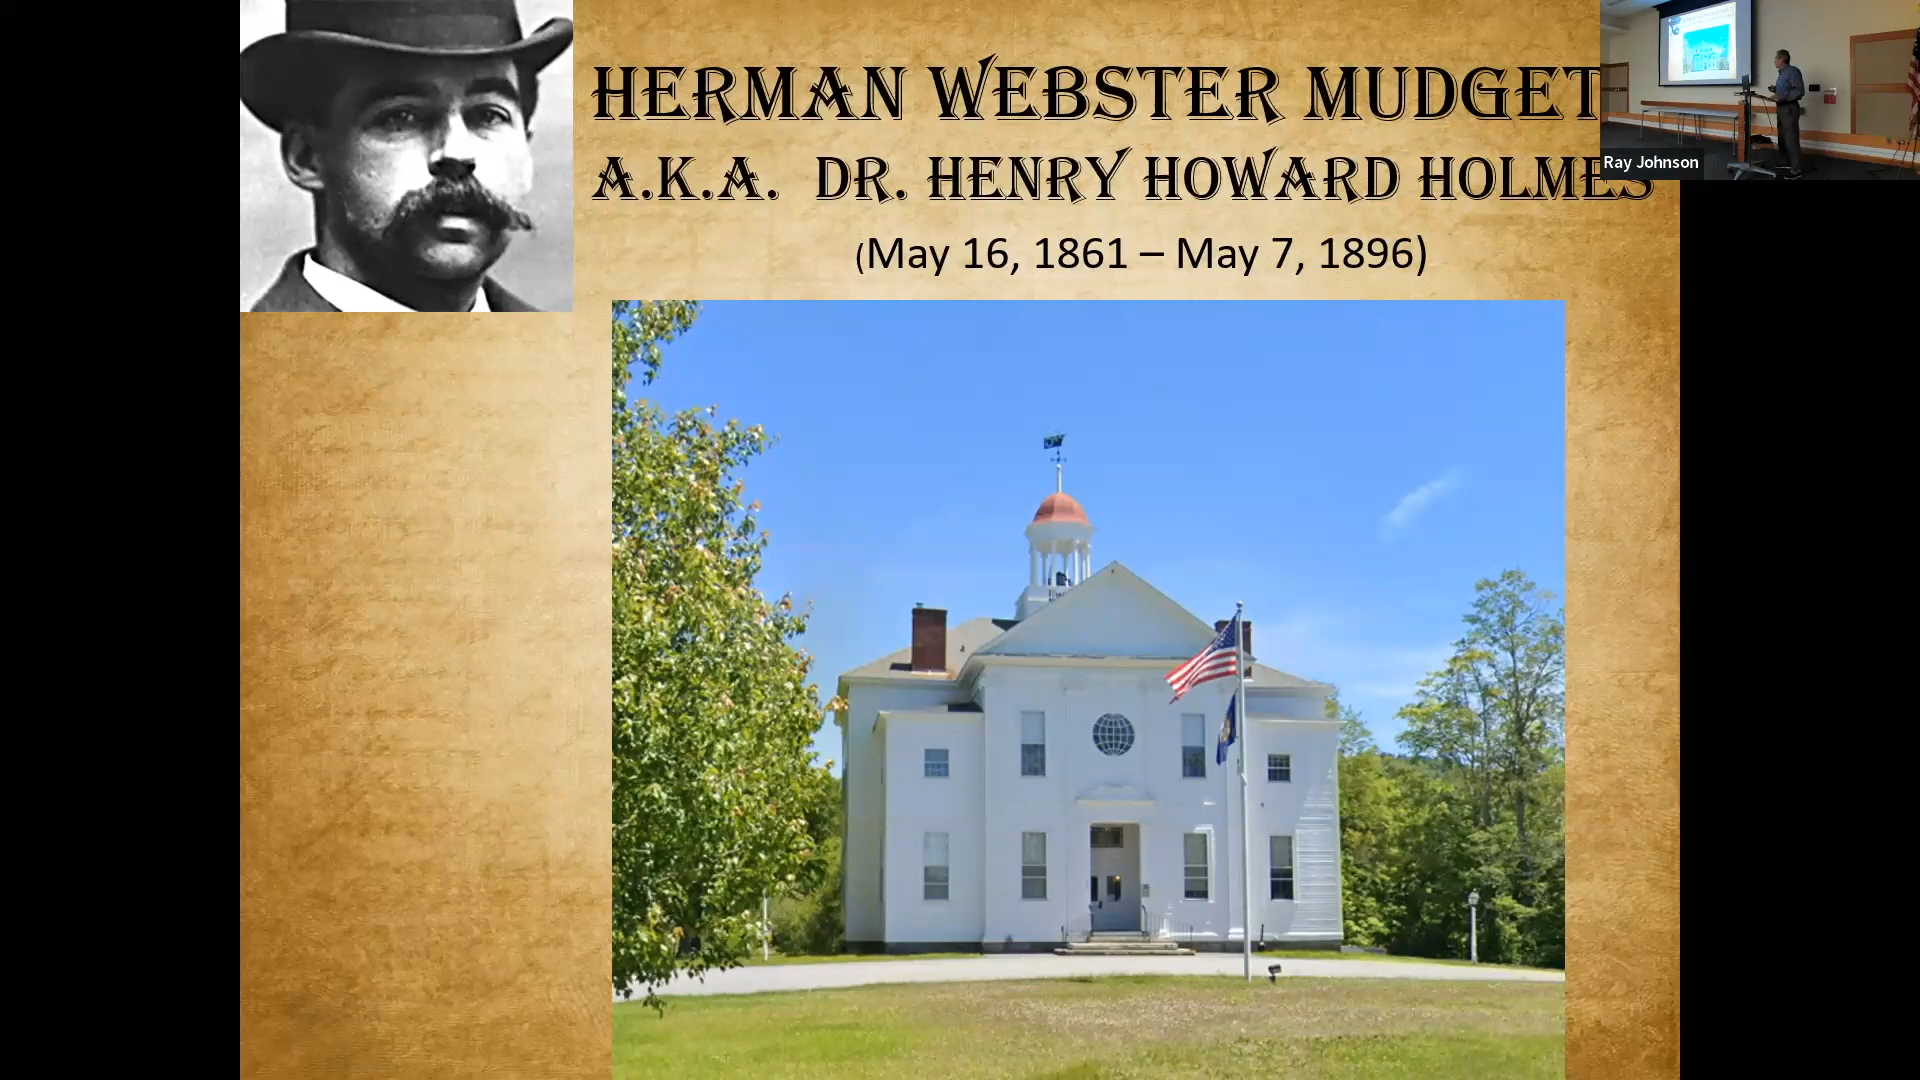 HERMAN WEBSTER MUDGET
A.K.A. DR. HENRY HOWARD HOLMES
(May 16, 1861 – May 7, 1896)
Ray Johnson